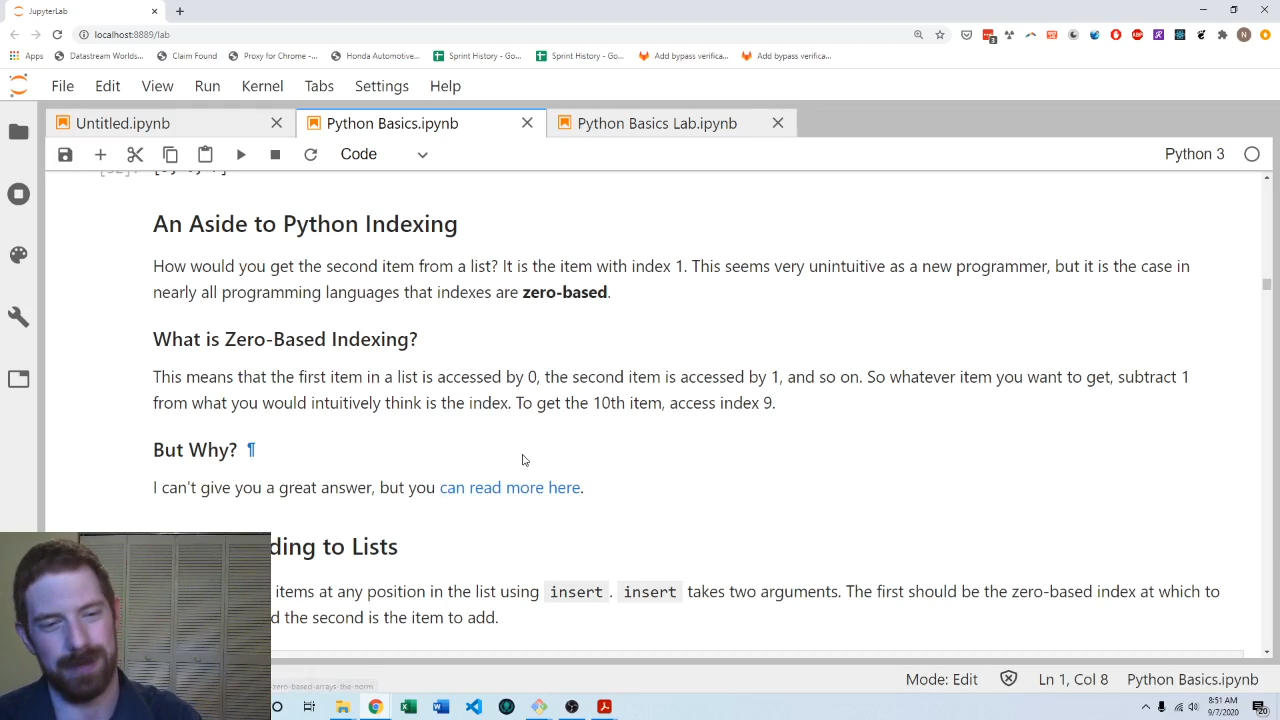 JupyterLab
localhost:8889/lab
Apps Datastream Worlds... Claim Found Proxy for Chrome -... Honda Automotive... Sprint History - Go... Sprint History - Go... Add bypass verifica... Add bypass verifica...
File Edit View Run Kernel Tabs Settings Help
Untitled.ipynb Python Basics.ipynb Python Basics Lab.ipynb
Code Python 3
An Aside to Python Indexing
How would you get the second item from a list? It is the item with index 1. This seems very unintuitive as a new programmer, but it is the case in
nearly all programming languages that indexes are zero-based.
What is Zero-Based Indexing?
This means that the first item in a list is accessed by 0, the second item is accessed by 1, and so on. So whatever item you want to get, subtract 1
from what you would intuitively think is the index. To get the 10th item, access index 9.
But Why? ¶
I can't give you a great answer, but you can read more here.
ding to Lists
items at any position in the list using insert. insert takes two arguments. The first should be the zero-based index at which to
d the second is the item to add.
Mode: Edit Ln 1, Col 8 Python Basics.ipynb
zero-based-arrays-the-norm
8:51 AM
9/7/2020